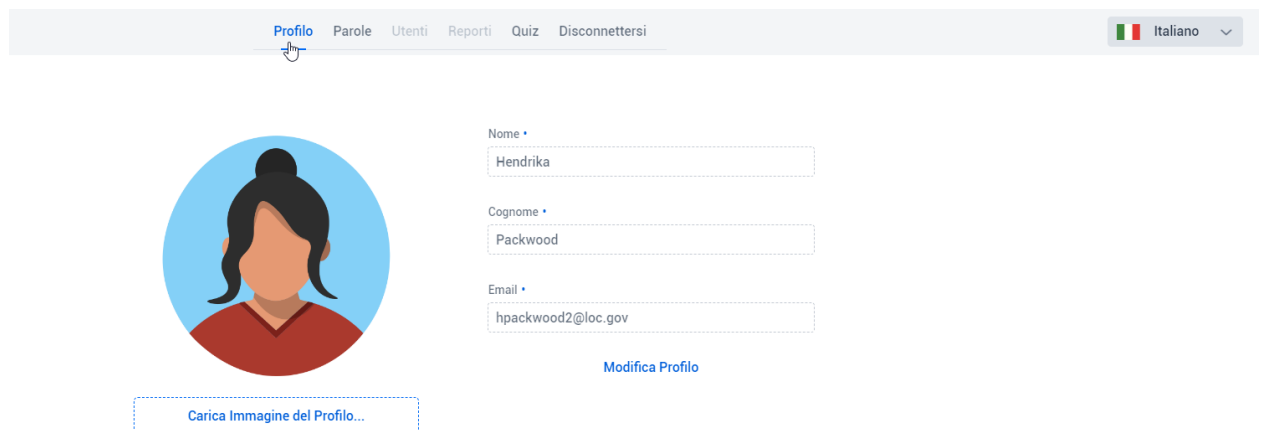 Profilo Parole Utenti Reporti Quiz Disconnettersi Italiano
Nome •
Hendrika
Cognome •
Packwood
Email •
hpackwood2@loc.gov
Modifica Profilo
Carica Immagine del Profilo...